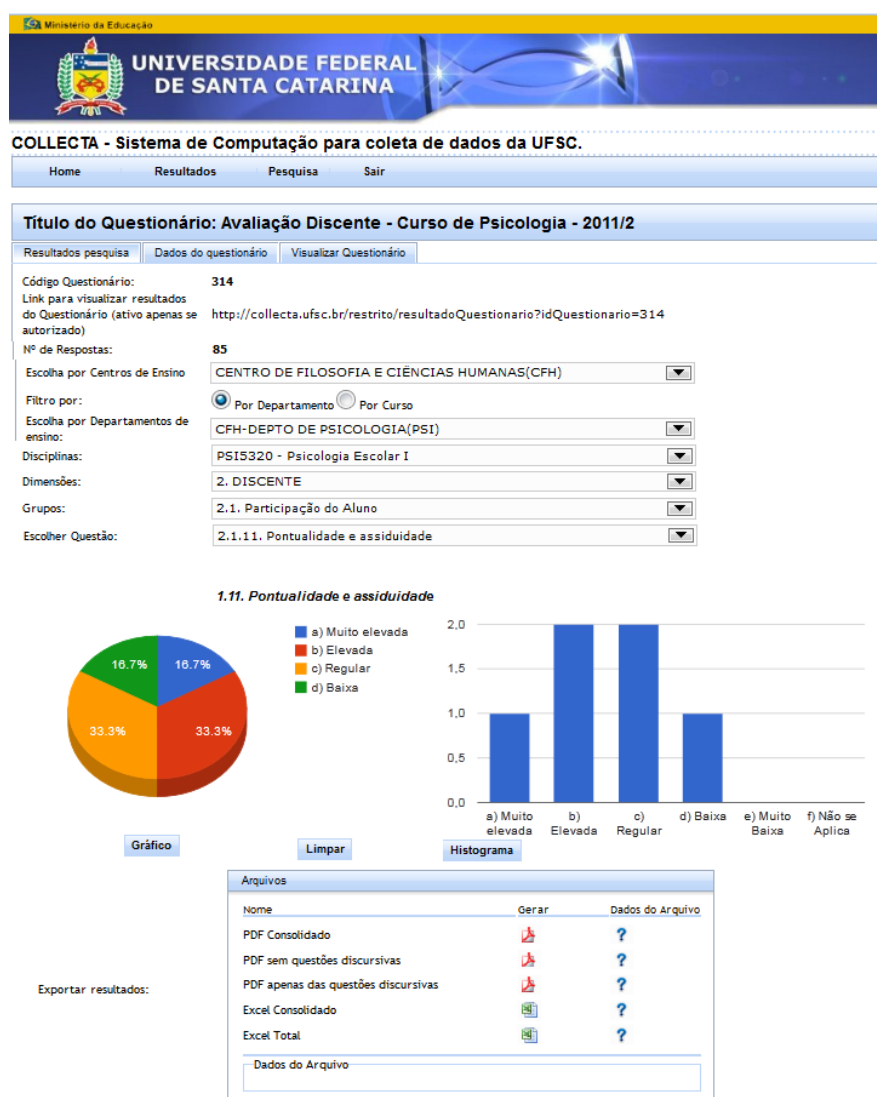 Ministério da Educação
UNIVERSIDADE FEDERAL
DE SANTA CATARINA
COLLECTA - Sistema de Computação para coleta de dados da UFSC.
Home Resultados Pesquisa Sair
Título do Questionário: Avaliação Discente - Curso de Psicologia - 2011/2
Resultados pesquisa Dados do questionário Visualizar Questionário
Código Questionário: 314
Link para visualizar resultados
do Questionário (ativo apenas se http://collecta.ufsc.br/restrito/resultadoQuestionario?idQuestionario=314
autorizado)
Nº de Respostas: 85
Escolha por Centros de Ensino CENTRO DE FILOSOFIA E CIÊNCIAS HUMANAS(CFH)
Filtro por: Por Departamento Por Curso
Escolha por Departamentos de
ensino: CFH-DEPTO DE PSICOLOGIA(PSI)
Disciplinas: PSI5320 - Psicologia Escolar I
Dimensões: 2. DISCENTE
Grupos: 2.1. Participação do Aluno
Escolher Questão: 2.1.11. Pontualidade e assiduidade
1.11. Pontualidade e assiduidade
16.7% 16.7%
33.3% 33.3%
a) Muito elevada
b) Elevada
c) Regular
d) Baixa
2,0
1,5
1,0
0,5
0,0
a) Muito b) c) d) Baixa e) Muito f) Não se
elevada Elevada Regular Baixa Aplica
Gráfico Limpar Histograma
Arquivos
Nome Gerar Dados do Arquivo
PDF Consolidado ?
PDF sem questões discursivas ?
PDF apenas das questões discursivas ?
Exportar resultados:
Excel Consolidado ?
Excel Total ?
Dados do Arquivo